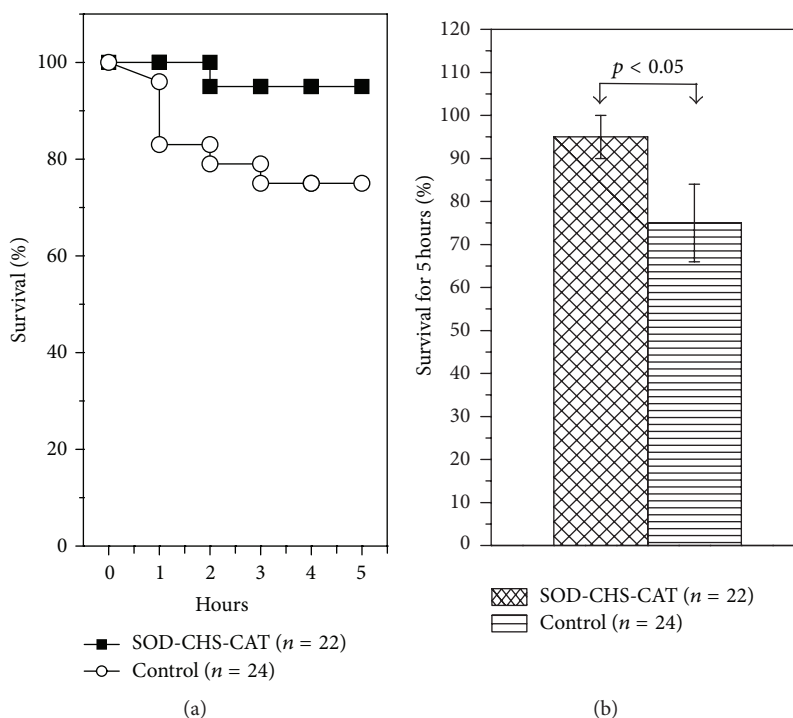 100
80
60
40
20
0
Survival (%)
0 1 2 3 4 5
Hours
SOD-CHS-CAT (n = 22)
Control (n = 24)
(a)
120
110
100
90
80
70
60
50
40
30
20
10
0
Survival for 5 hours (%)
p < 0.05
SOD-CHS-CAT (n = 22)
Control (n = 24)
(b)